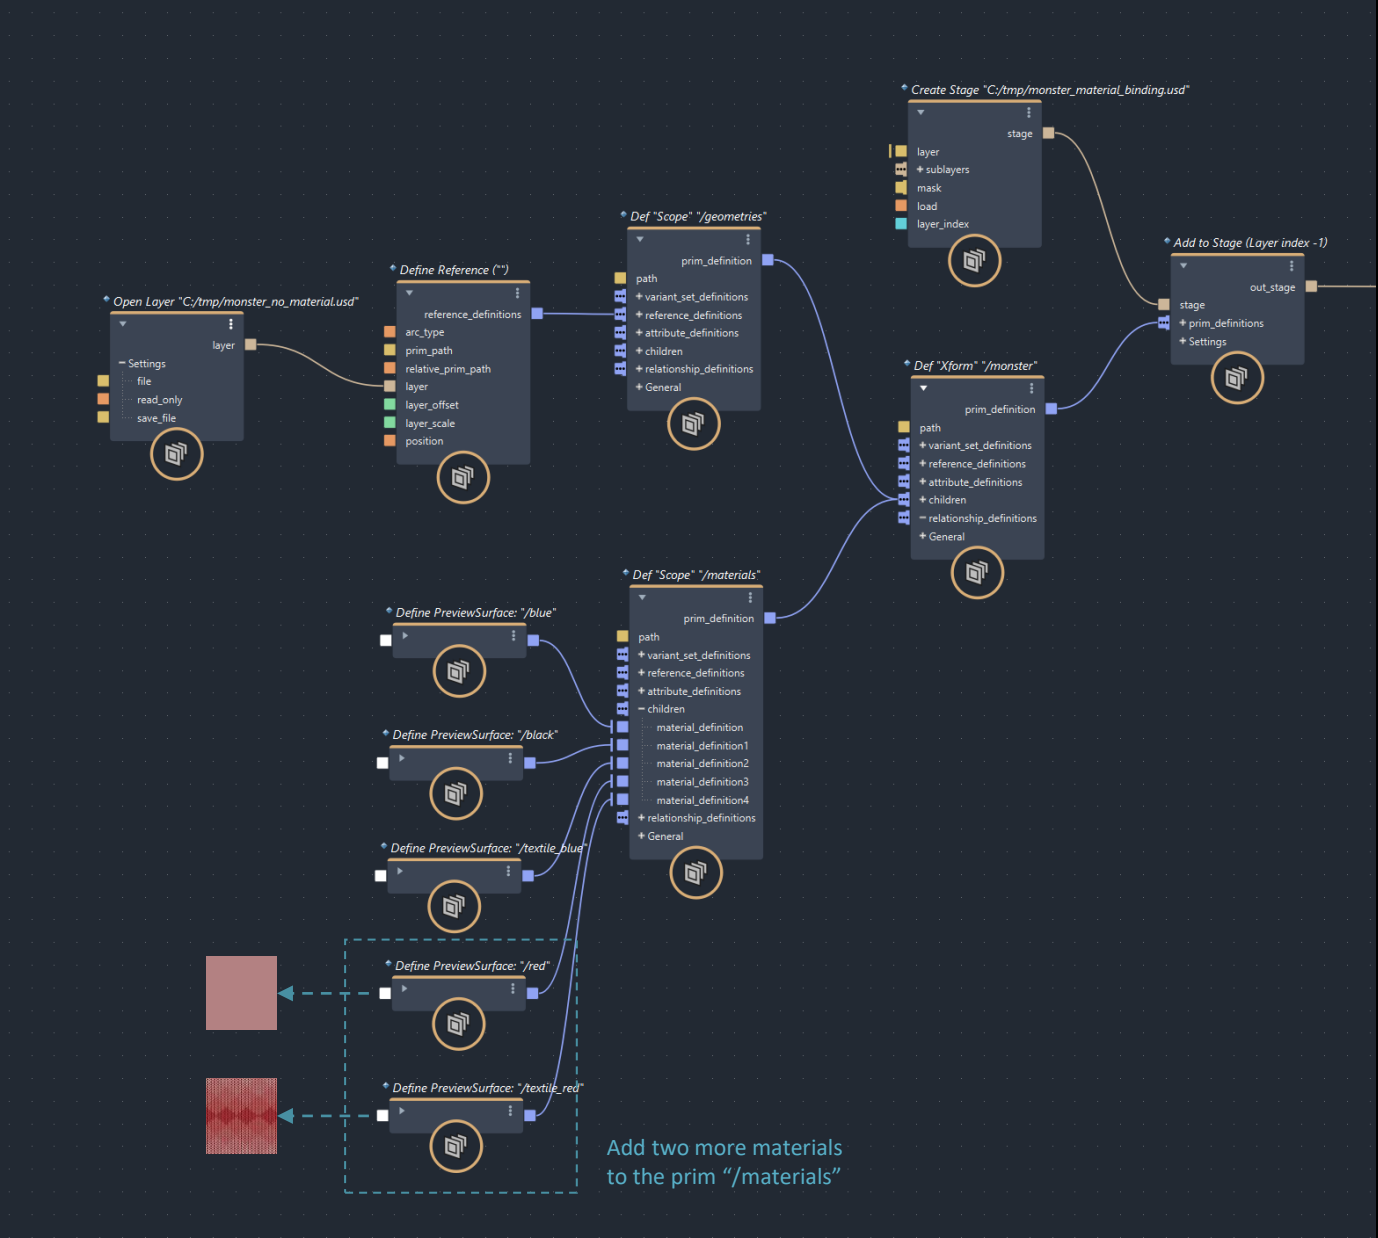 Create Stage "C:/tmp/monster_material_binding.usd"
stage
layer
sublayers
mask
load
layer_index
Add to Stage (Layer index -1)
out_stage
stage
prim_definitions
Settings
Def "Scope" "/geometries"
prim_definition
path
variant_set_definitions
reference_definitions
attribute_definitions
children
relationship_definitions
General
Define Reference ("")
reference_definitions
arc_type
prim_path
relative_prim_path
layer
layer_offset
layer_scale
position
Open Layer "C:/tmp/monster_no_material.usd"
layer
Settings
file
read_only
save_file
Def "Xform" "/monster"
prim_definition
path
variant_set_definitions
reference_definitions
attribute_definitions
children
relationship_definitions
General
Def "Scope" "/materials"
prim_definition
path
variant_set_definitions
reference_definitions
attribute_definitions
children
material_definition
material_definition1
material_definition2
material_definition3
material_definition4
relationship_definitions
General
Define PreviewSurface: "/blue"
Define PreviewSurface: "/black"
Define PreviewSurface: "/textile_blue"
Define PreviewSurface: "/red"
Define PreviewSurface: "/textile_red"
Add two more materials
to the prim “/materials”